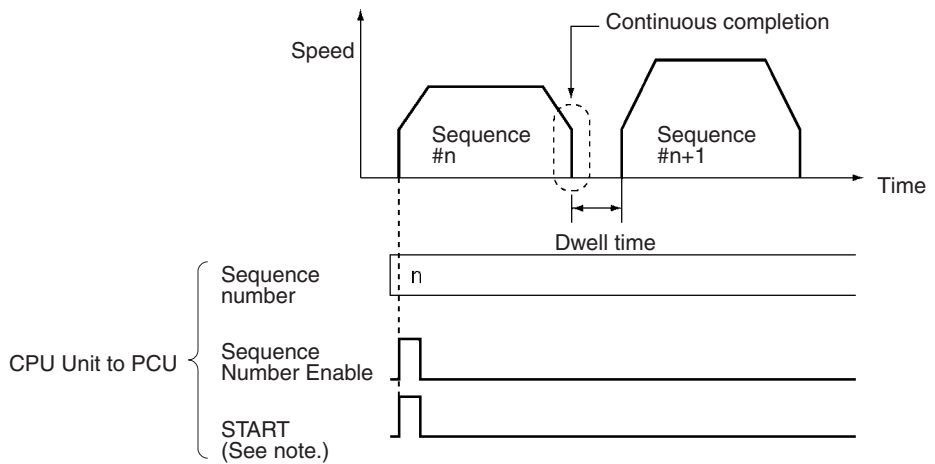 Continuous completion
Speed
Sequence
#n
Sequence
#n+1
Time
Dwell time
Sequence
number
n
CPU Unit to PCU
Sequence
Number Enable
START
(See note.)